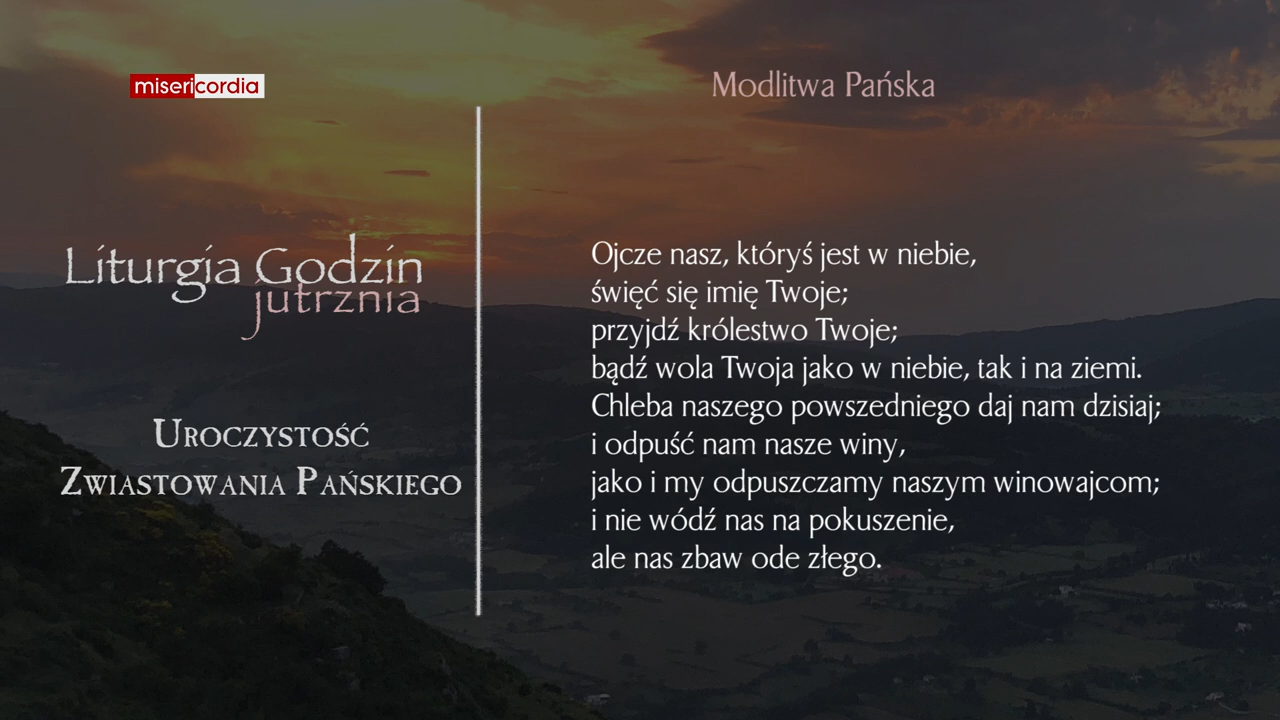 misericordia
Liturgia Godzin
jutrznia
Uroczystość
Zwiastowania Pańskiego
Modlitwa Pańska
Ojcze nasz, któryś jest w niebie,
święć się imię Twoje;
przyjdź królestwo Twoje;
bądź wola Twoja jako w niebie, tak i na ziemi.
Chleba naszego powszedniego daj nam dzisiaj;
i odpuść nam nasze winy,
jako i my odpuszczamy naszym winowajcom;
i nie wódź nas na pokuszenie,
ale nas zbaw ode złego.